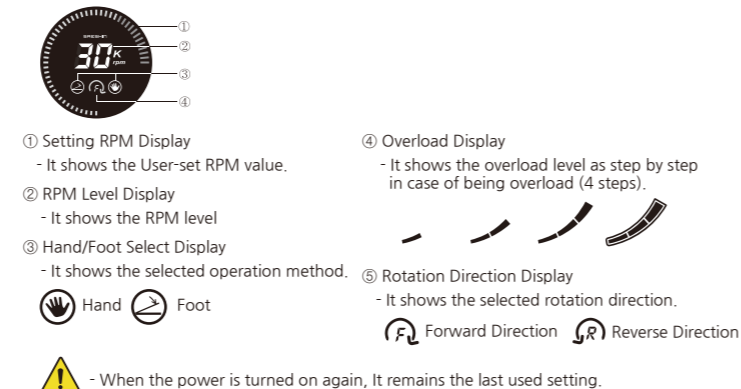 SAESHIN
30K
rpm
F
①
②
③
④
① Setting RPM Display
- It shows the User-set RPM value.
② RPM Level Display
- It shows the RPM level
③ Hand/Foot Select Display
- It shows the selected operation method.
Hand Foot
④ Overload Display
- It shows the overload level as step by step
in case of being overload (4 steps).
⑤ Rotation Direction Display
- It shows the selected rotation direction.
F Forward Direction R Reverse Direction
- When the power is turned on again, It remains the last used setting.